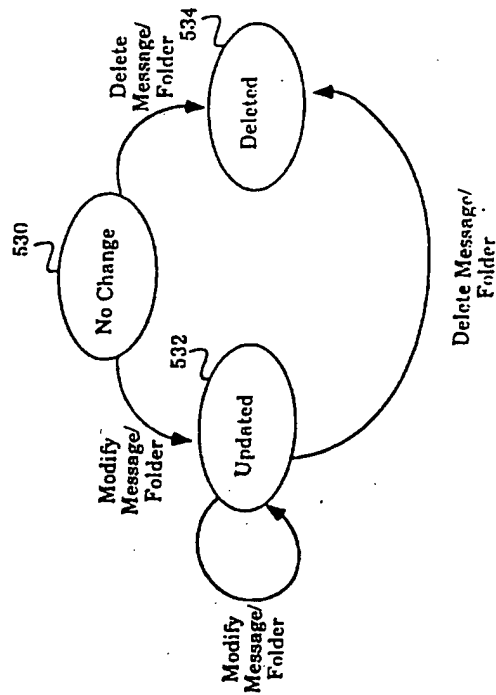 530
No Change
Modify
Message/
Folder
Delete
Message/
Folder
532
534
Updated
Deleted
Modify
Message/
Folder
Delete Message/
Folder